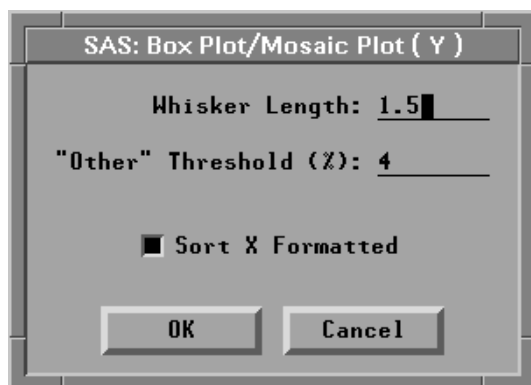 SAS: Box Plot/Mosaic Plot ( Y )
Whisker Length: 1.5
"Other" Threshold (%): 4
Sort X Formatted
OK Cancel